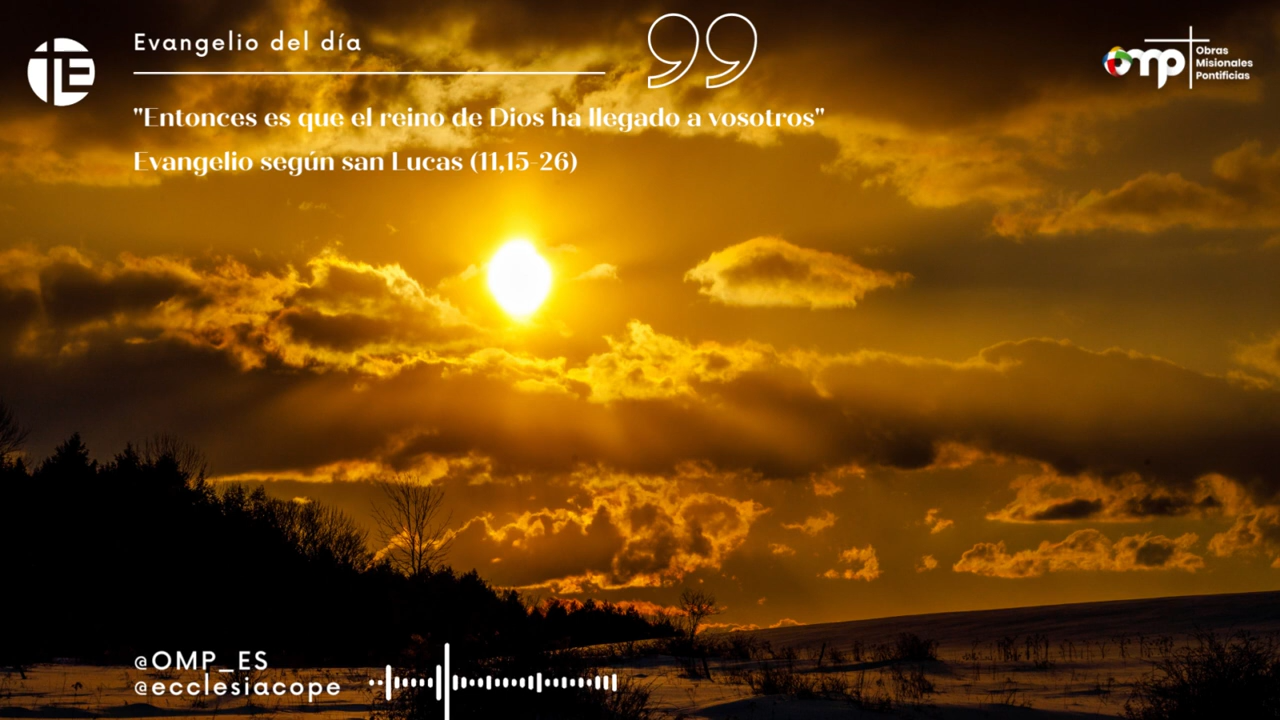 Evangelio del día
"Entonces es que el reino de Dios ha llegado a vosotros"
Evangelio según san Lucas (11,15-26)
omp
Obras
Misionales
Pontificias
@OMP_ES
@ecclesiacope